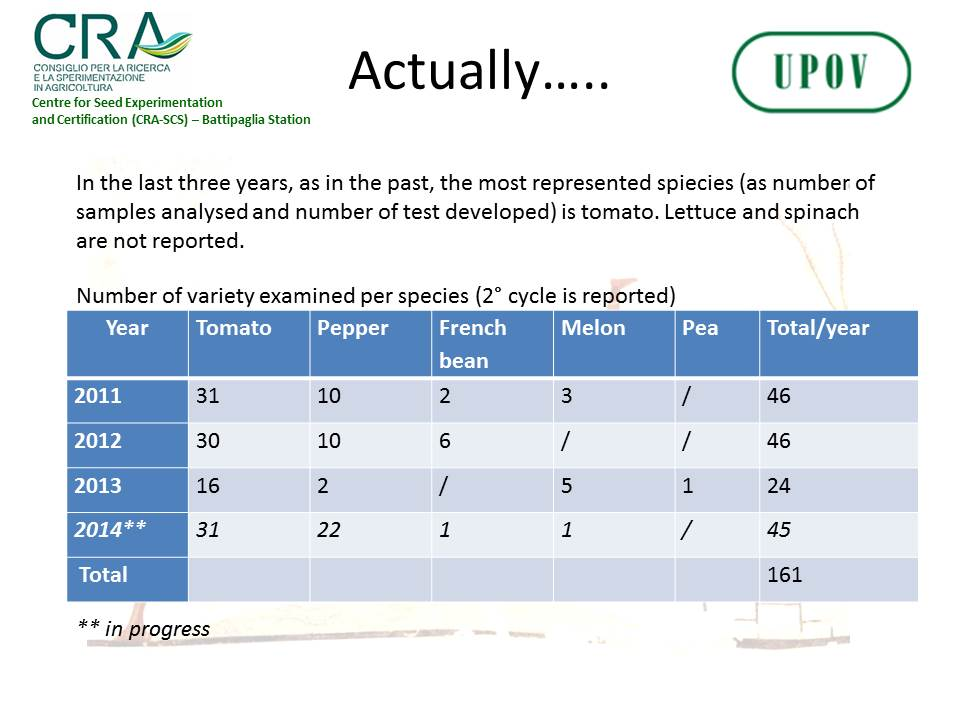 CRA
CONSIGLIO PER LA RICERCA
E LA SPERIMENTAZIONE
IN AGRICOLTURA
Centre for Seed Experimentation
and Certification (CRA-SCS) – Battipaglia Station
Actually…..
UPOV
In the last three years, as in the past, the most represented spiecies (as number of
samples analysed and number of test developed) is tomato. Lettuce and spinach
are not reported.
Number of variety examined per species (2° cycle is reported)
Year Tomato Pepper French bean Melon Pea Total/year
2011 31 10 2 3 / 46
2012 30 10 6 / / 46
2013 16 2 / 5 1 24
2014** 31 22 1 1 / 45
Total 161
** in progress